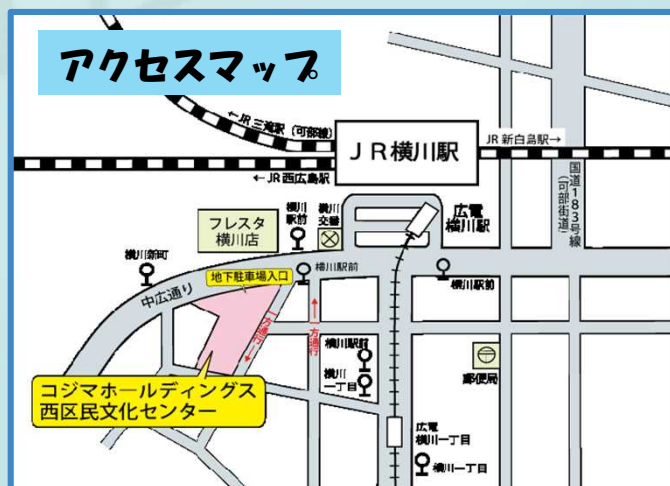 アクセスマップ
←JR三滝駅(可部線)
JR横川駅
JR新白島駅→
←JR西広島駅
国道183号線
(可部街道)
フレスタ
横川店
横川
駅前
横川
交番
広電
横川駅
横川新町
地下駐車場入口
横川駅前
横川駅前
中広通り
一方通行→
←一方通行
横川駅前
横川
一丁目
郵便局
コジマホールディングス
西区民文化センター
広電
横川一丁目
横川一丁目